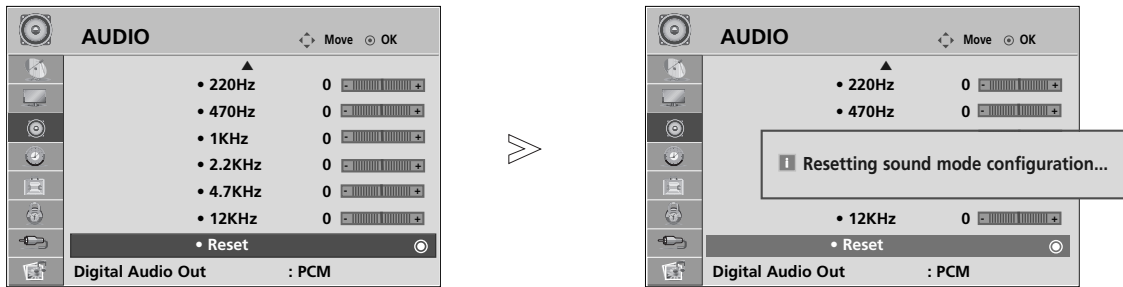 AUDIO Move OK
• 220Hz 0 - +
• 470Hz 0 - +
• 1KHz 0 - +
• 2.2KHz 0 - +
• 4.7KHz 0 - +
• 12KHz 0 - +
• Reset
Digital Audio Out : PCM
AUDIO Move OK
• 220Hz 0 - +
• 470Hz 0 - +
i Resetting sound mode configuration...
• 12KHz 0 - +
• Reset
Digital Audio Out : PCM